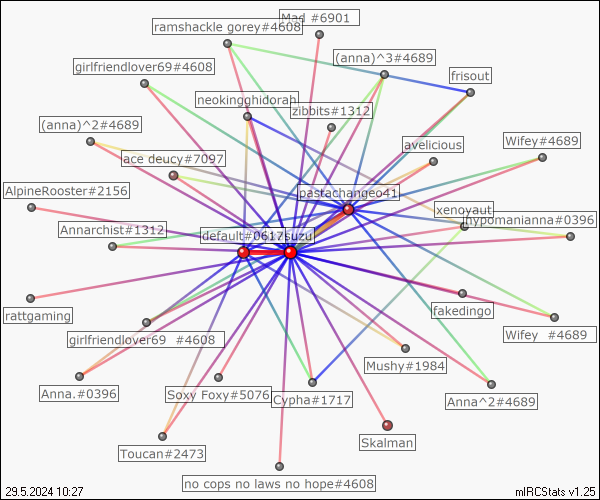 Mad #6901
ramshackle gorey#4608
(anna)^3#4689
girlfriendlover69#4608
frisout
neokingghidorah
zibbits#1312
(anna)^2#4689
avelicious
Wifey#4689
ace deucy#7097
AlpineRooster#2156
pastachangeo41
xenoyaut
hypomanianna#0396
Annarchist#1312
default#0617
suzu
rattgaming
fakedingo
girlfriendlover69 #4608
Wifey #4689
Mushy#1984
Anna.#0396
Soxy Foxy#5076
Cypha#1717
Anna^2#4689
Toucan#2473
Skalman
no cops no laws no hope#4608
29.5.2024 10:27
mIRCStats v1.25